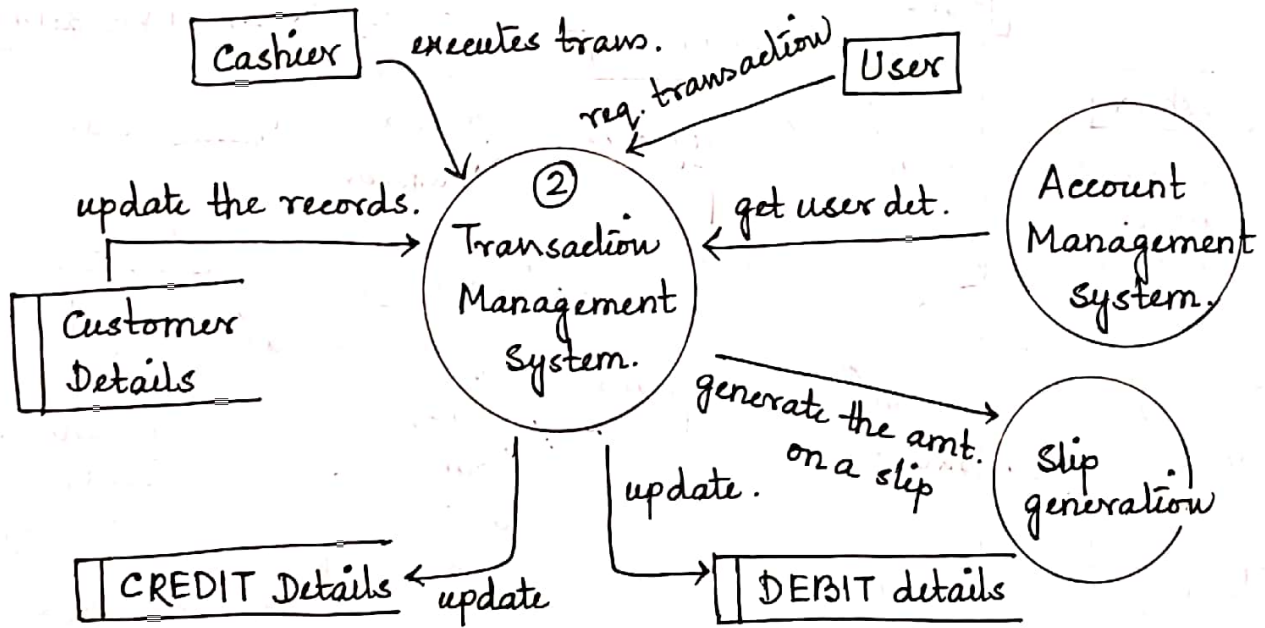 Cashier
executes trans.
req. transaction
User
2
Transaction
Management
System.
update the records.
get user det.
Account
Management
System.
Customer
Details
generate the amt.
on a slip
Slip
generation
update.
CREDIT Details
update
DEBIT details